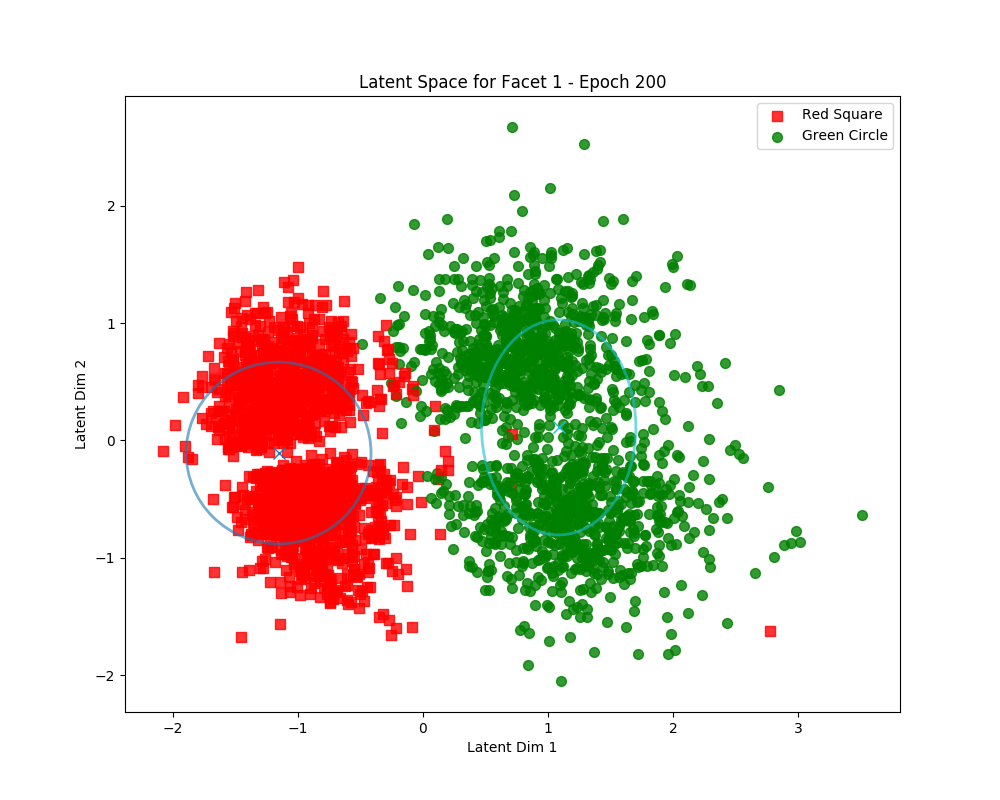 Latent Space for Facet 1 - Epoch 200
Red Square
Green Circle
2
1
0
−1
−2
Latent Dim 2
−2
−1
0
1
2
3
Latent Dim 1